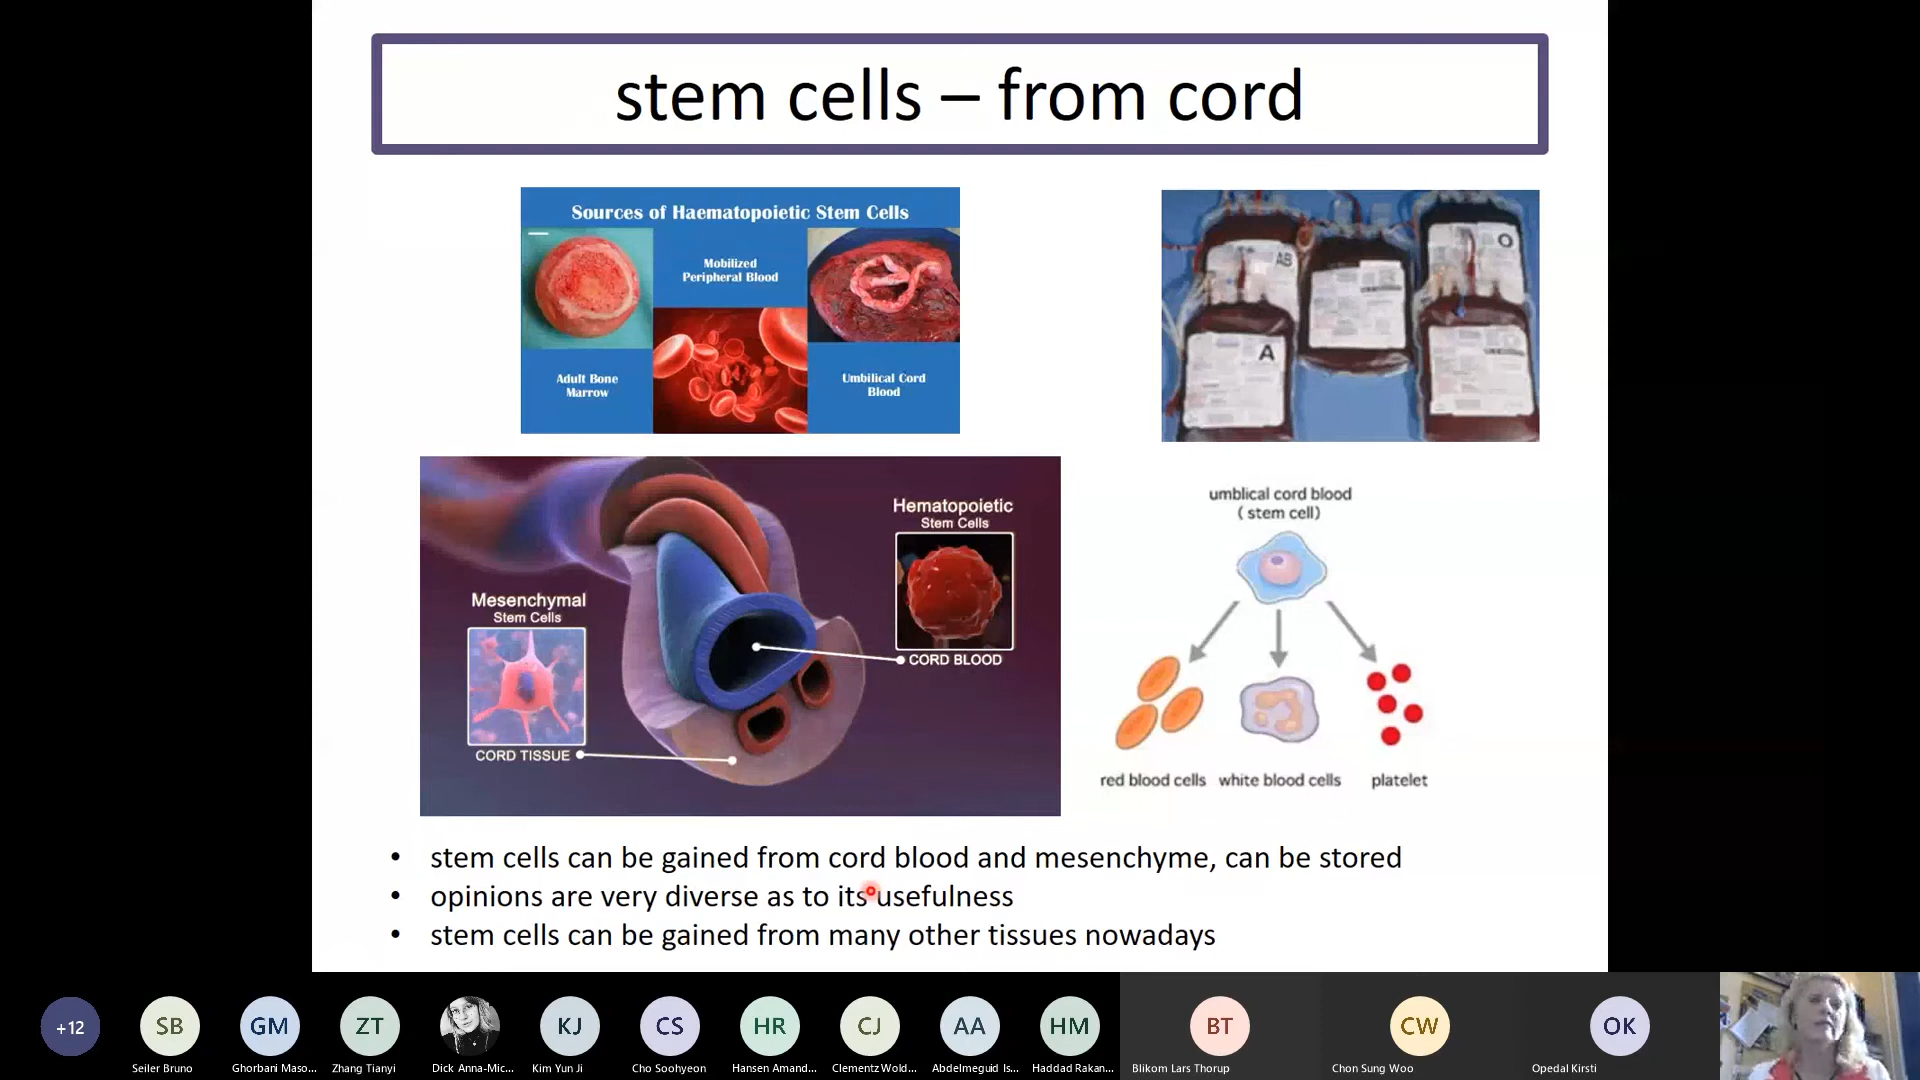 stem cells – from cord
Sources of Haematopoietic Stem Cells
Mobilized
Peripheral Blood
Adult Bone
Marrow
Umbilical Cord
Blood
AB
O
A
Hematopoietic
Stem Cells
CORD BLOOD
Mesenchymal
Stem Cells
CORD TISSUE
umblical cord blood
( stem cell)
red blood cells
white blood cells
platelet
• stem cells can be gained from cord blood and mesenchyme, can be stored
• opinions are very diverse as to its usefulness
• stem cells can be gained from many other tissues nowadays
+12
SB
GM
ZT
KJ
CS
HR
CJ
AA
HM
BT
CW
OK
Seiler Bruno
Ghorbani Maso...
Zhang Tianyi
Dick Anna-Mic...
Kim Yun Ji
Cho Soohyeon
Hansen Amand...
Clementz Wold...
Abdelmeguid Is...
Haddad Rakan...
Blikom Lars Thorup
Chon Sung Woo
Opedal Kirsti